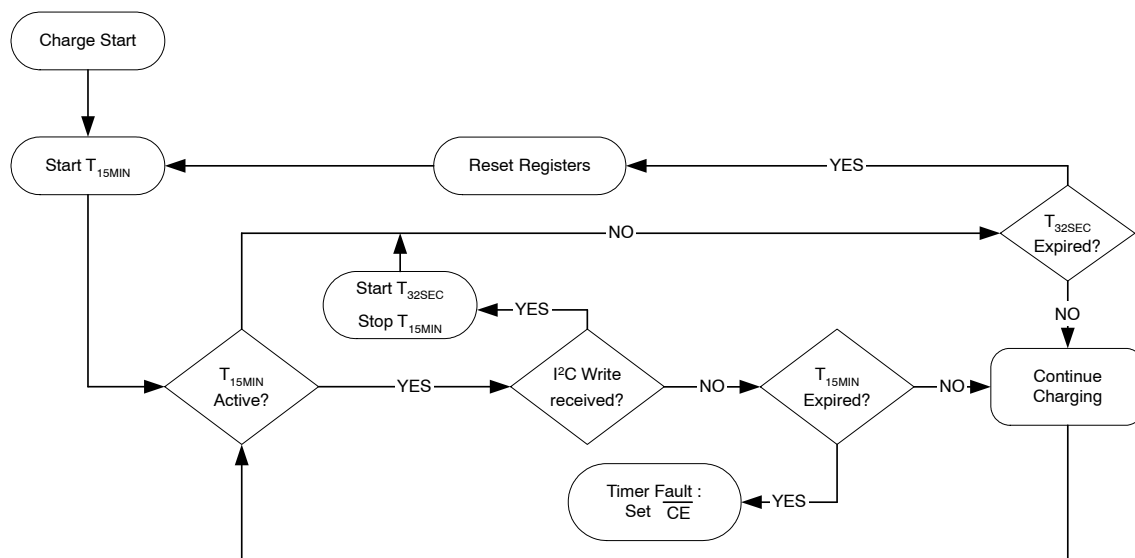 Charge Start
Start T15MIN
Reset Registers
YES
T32SEC
Expired?
NO
Start T32SEC
Stop T15MIN
YES
NO
T15MIN
Active?
YES
I²C Write
received?
NO
T15MIN
Expired?
NO
Continue
Charging
Timer Fault :
Set C̅E̅
YES